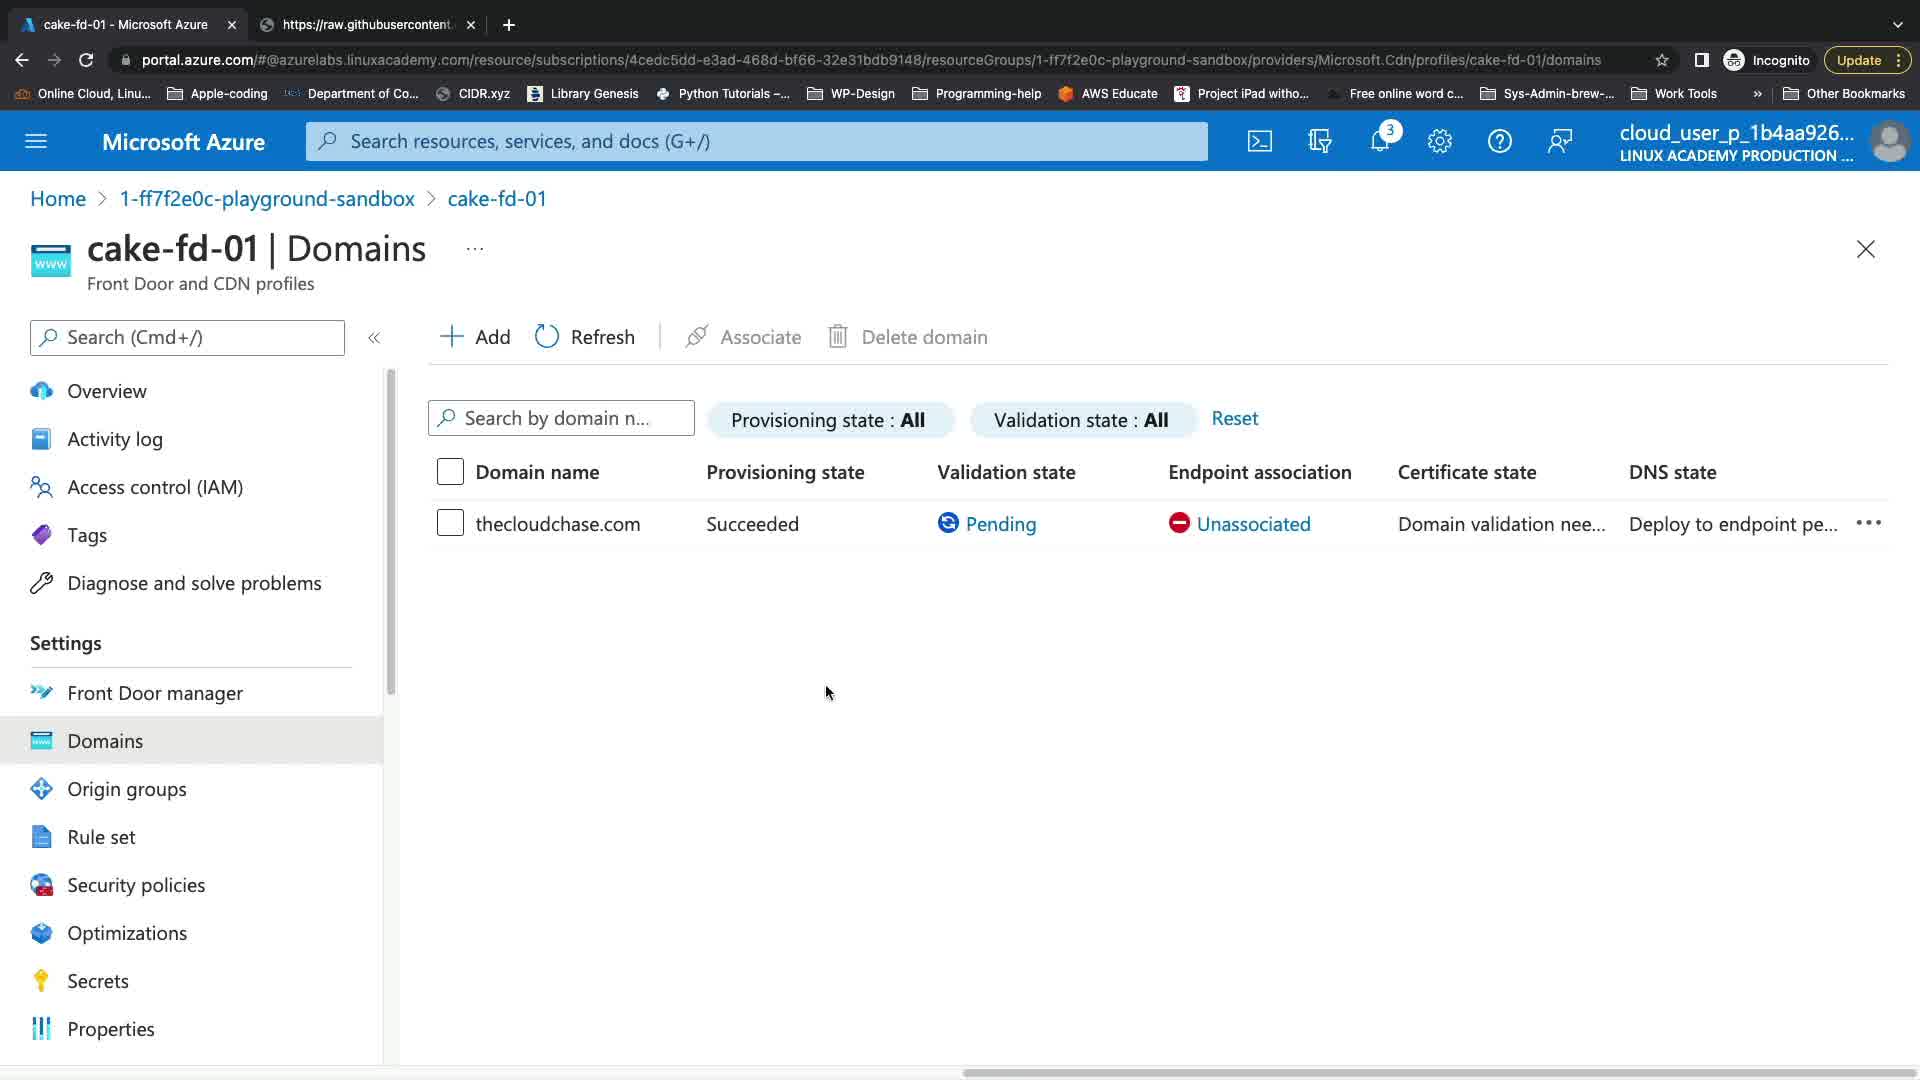 cake-fd-01 - Microsoft Azure
https://raw.githubusercontent
portal.azure.com/#@azurelabs.linuxacademy.com/resource/subscriptions/4cedc5dd-e3ad-468d-bf66-32e31bdb9148/resourceGroups/1-ff7f2e0c-playground-sandbox/providers/Microsoft.Cdn/profiles/cake-fd-01/domains
Incognito
Update
Online Cloud, Linu...
Apple-coding
Department of Co...
CIDR.xyz
Library Genesis
Python Tutorials –...
WP-Design
Programming-help
AWS Educate
Project iPad witho...
Free online word c...
Sys-Admin-brew-...
Work Tools
»
Other Bookmarks
Microsoft Azure
Search resources, services, and docs (G+/)
3
cloud_user_p_1b4aa926...
LINUX ACADEMY PRODUCTION ...
Home > 1-ff7f2e0c-playground-sandbox > cake-fd-01
www
cake-fd-01 | Domains ...
Front Door and CDN profiles
Search (Cmd+/)
«
Add
Refresh
Associate
Delete domain
Overview
Activity log
Access control (IAM)
Tags
Diagnose and solve problems
Settings
Front Door manager
Domains
Origin groups
Rule set
Security policies
Optimizations
Secrets
Properties
Search by domain n...
Provisioning state : All
Validation state : All
Reset
Domain name Provisioning state Validation state Endpoint association Certificate state DNS state
thecloudchase.com Succeeded Pending Unassociated Domain validation nee... Deploy to endpoint pe... ...